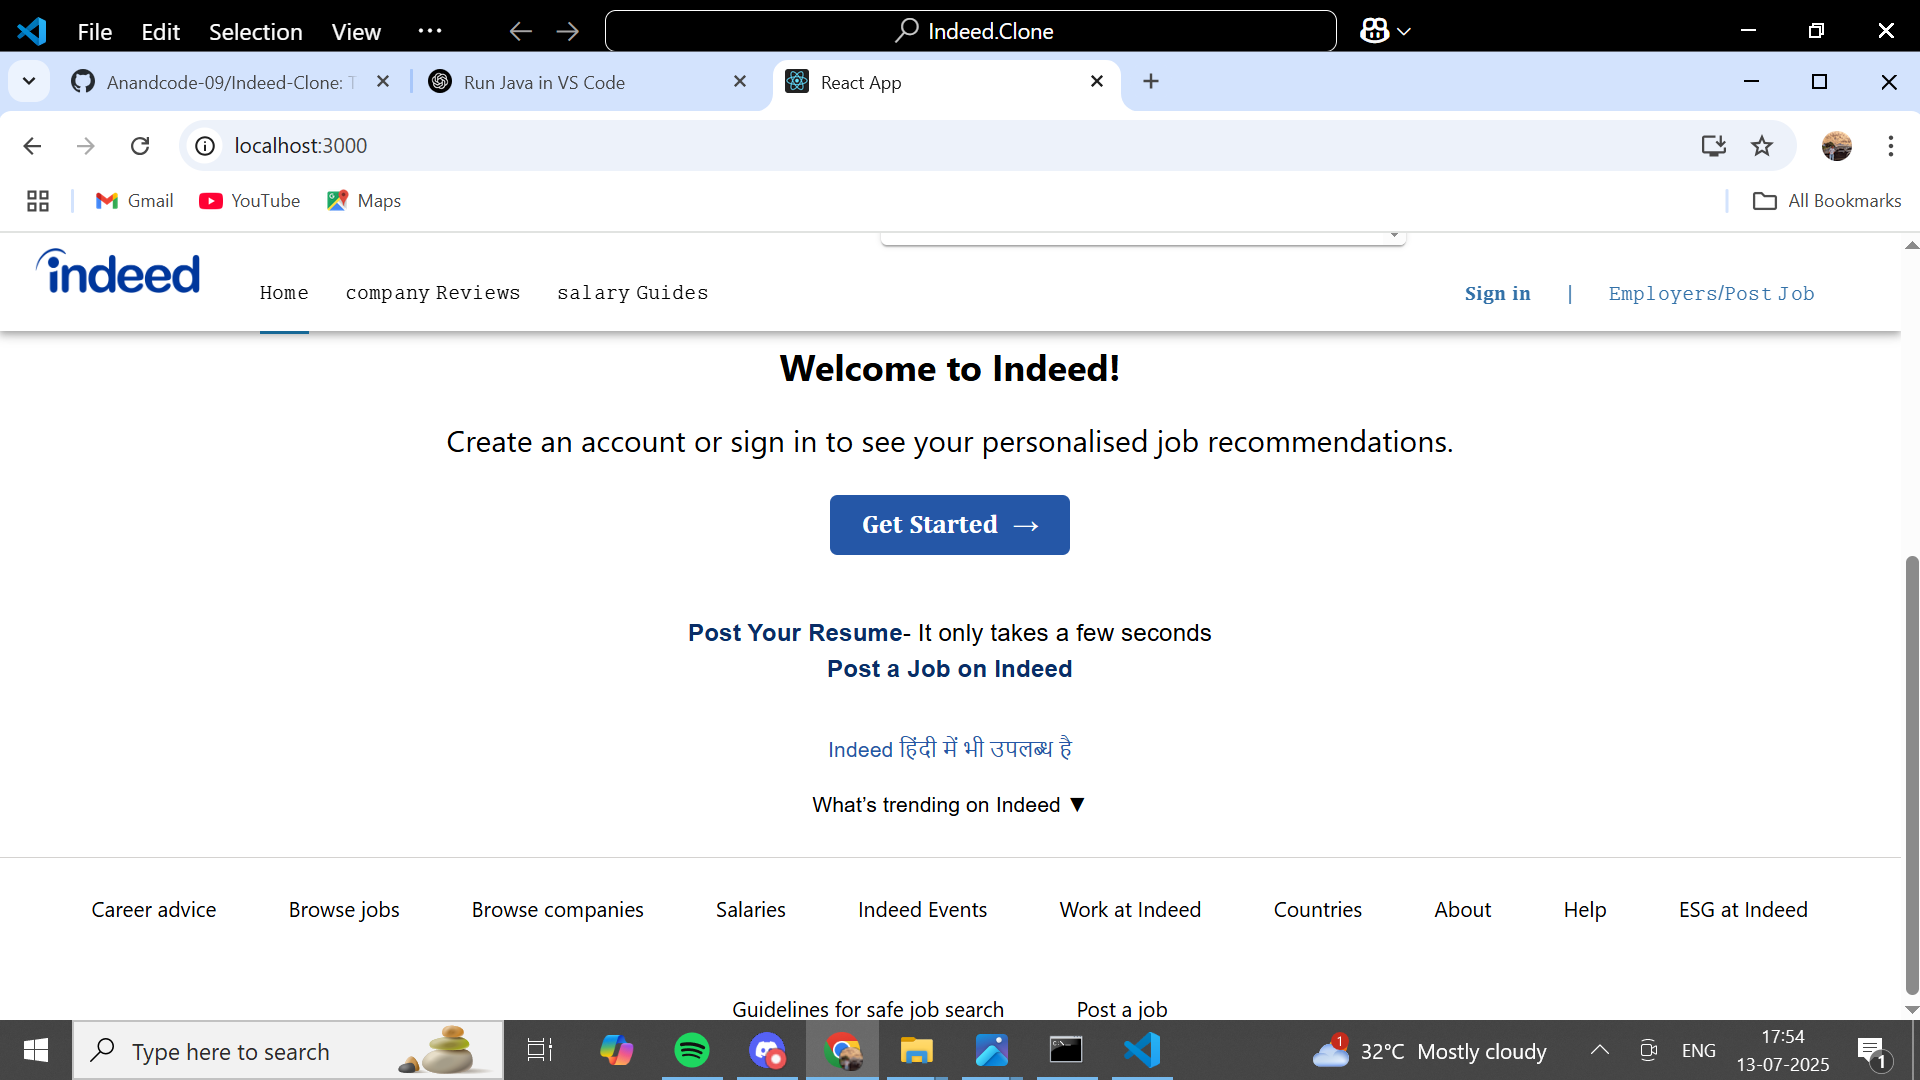 File Edit Selection View ··· Indeed.Clone
Anandcode-09/Indeed-Clone: T Run Java in VS Code React App
localhost:3000
Gmail YouTube Maps All Bookmarks
indeed Home company Reviews salary Guides Sign in | Employers/Post Job
Welcome to Indeed!
Create an account or sign in to see your personalised job recommendations.
Get Started →
Post Your Resume- It only takes a few seconds
Post a Job on Indeed
Indeed हिंदी में भी उपलब्ध है
What’s trending on Indeed ▼
Career advice Browse jobs Browse companies Salaries Indeed Events Work at Indeed Countries About Help ESG at Indeed
Guidelines for safe job search Post a job
Type here to search 1 32°C Mostly cloudy ENG 17:54
13-07-2025 1